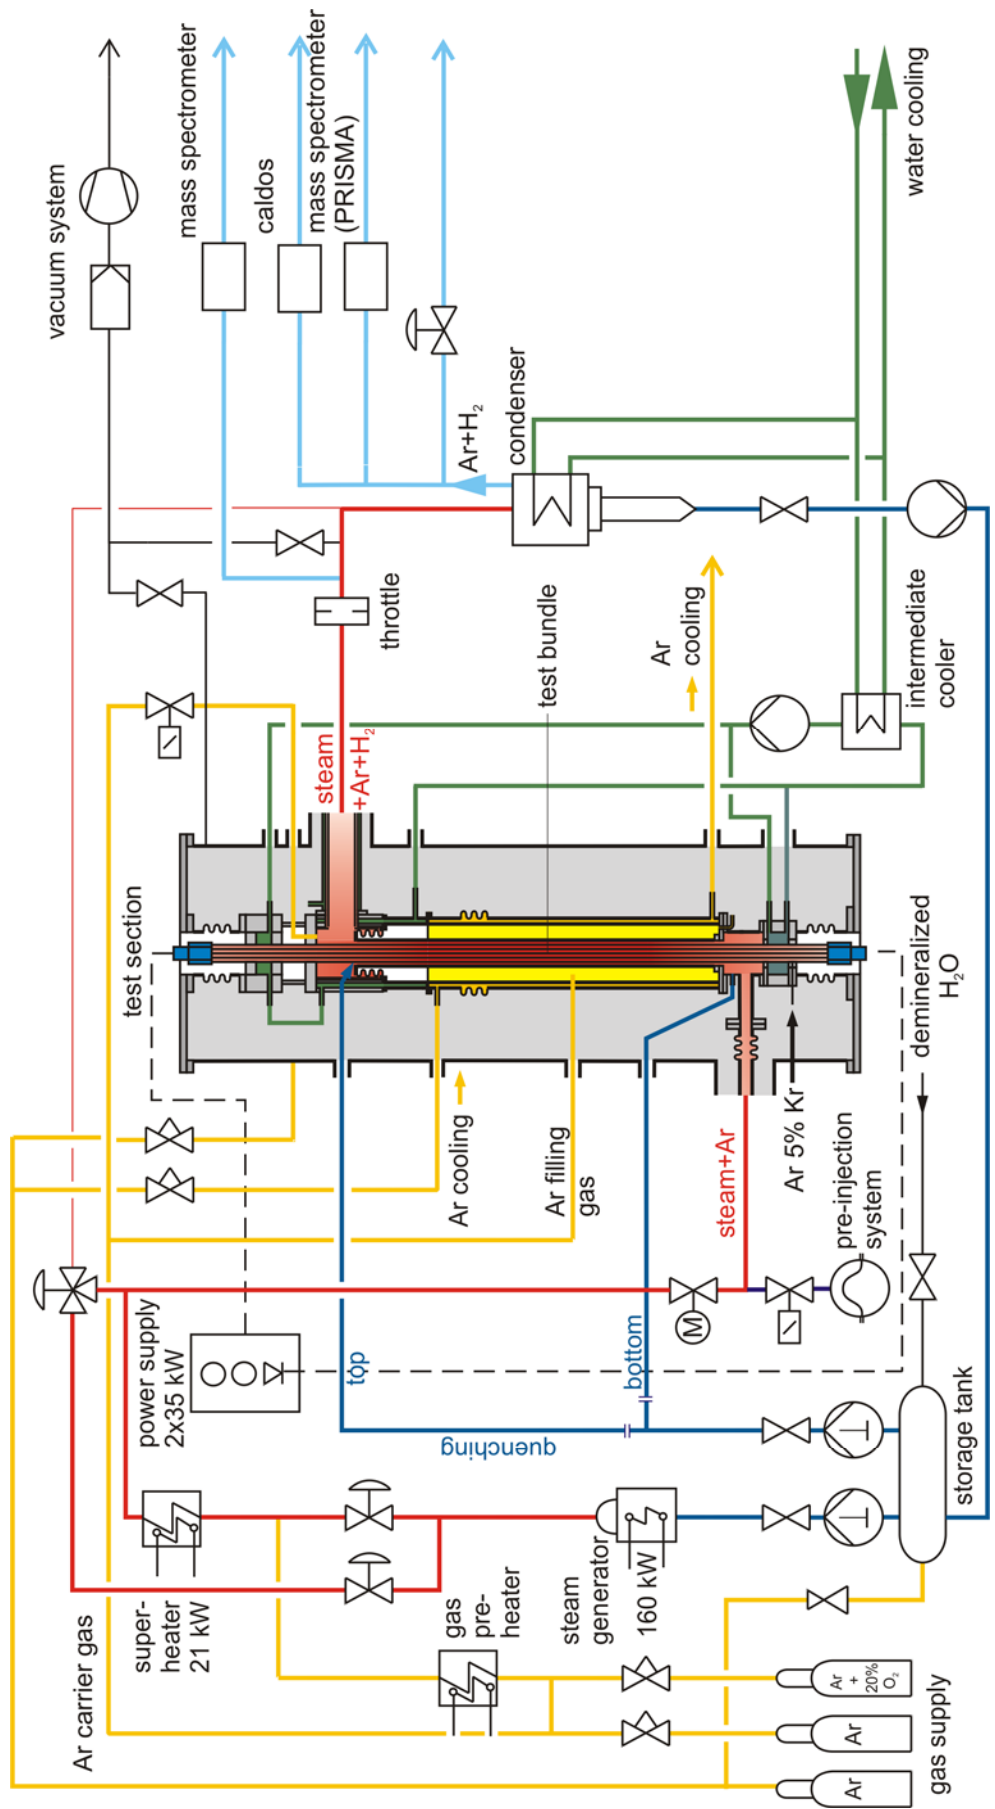 vacuum system
mass spectrometer
caldos
mass spectrometer
(PRISMA)
Ar+H₂
condenser
water cooling
throttle
test bundle
Ar
cooling
intermediate
cooler
steam
+Ar+H₂
test section
demineralized
H₂O
Ar cooling
Ar filling
gas
steam+Ar
Ar 5% Kr
pre-injection
system
M
power supply
2x35 kW
top
bottom
quenching
storage tank
super-
heater
21 kW
gas
pre-
heater
steam
generator
160 kW
Ar carrier gas
Ar
+
20%
O₂
Ar
Ar
gas supply